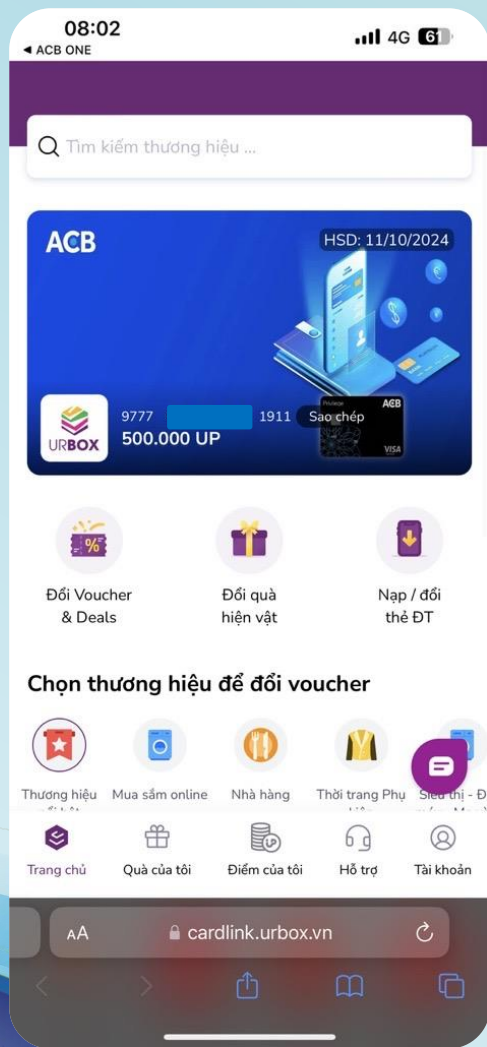 08:02
4G 61
◄ ACB ONE
Tìm kiếm thương hiệu ...
ACB
HSD: 11/10/2024
9777 1911 Sao chép
URBOX
500.000 UP
ACB
VISA
Đổi Voucher & Deals
Đổi quà hiện vật
Nạp / đổi thẻ ĐT
Chọn thương hiệu để đổi voucher
Thương hiệu
Mua sắm online
Nhà hàng
Thời trang Phụ
Siêu thị - Đ
Trang chủ
Quà của tôi
Điểm của tôi
Hỗ trợ
Tài khoản
AA
cardlink.urbox.vn